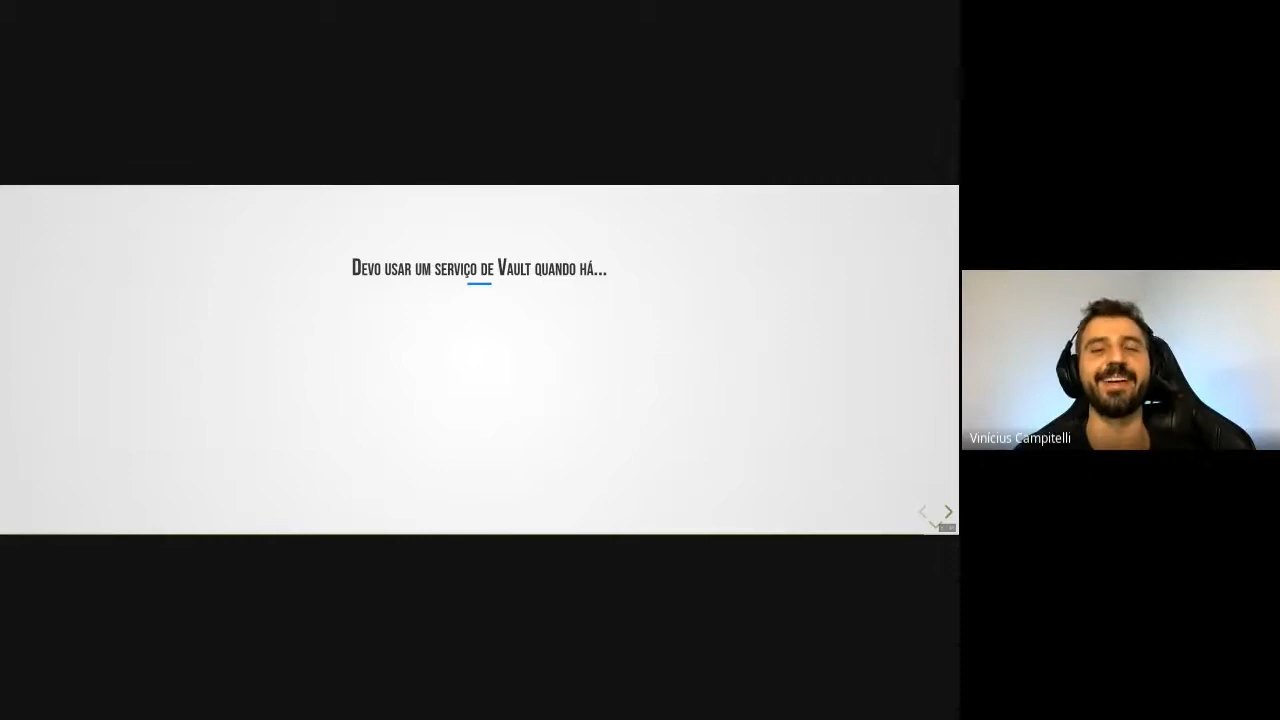 Devo usar um serviço de Vault quando há...
Vinícius Campitelli